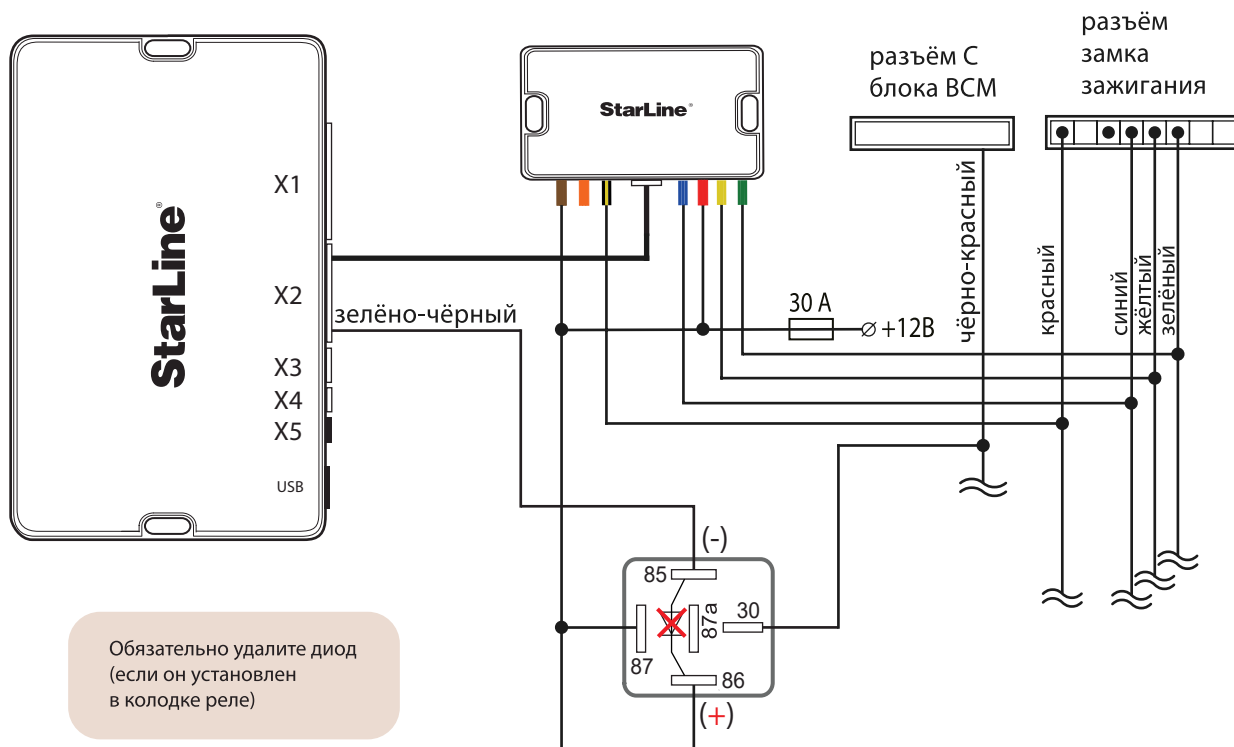 StarLine®
X1
X2
X3
X4
X5
USB
зелёно-чёрный
StarLine®
30 А
+12В
разъём С
блока BCM
чёрно-красный
разъём
замка
зажигания
красный
синий
жёлтый
зелёный
(-)
85
87
87a
30
86
(+)
Обязательно удалите диод
(если он установлен
в колодке реле)